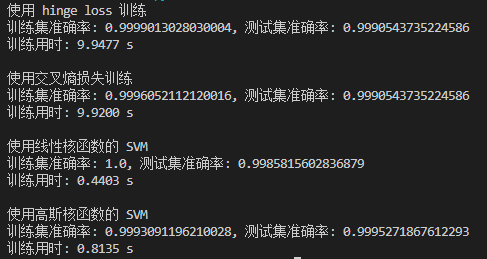 使用 hinge loss 训练
训练集准确率: 0.9999013028030004, 测试集准确率: 0.9990543735224586
训练用时: 9.9477 s
使用交叉熵损失训练
训练集准确率: 0.9996052112120016, 测试集准确率: 0.9990543735224586
训练用时: 9.9200 s
使用线性核函数的 SVM
训练集准确率: 1.0, 测试集准确率: 0.9985815602836879
训练用时: 0.4403 s
使用高斯核函数的 SVM
训练集准确率: 0.9993091196210028, 测试集准确率: 0.9995271867612293
训练用时: 0.8135 s